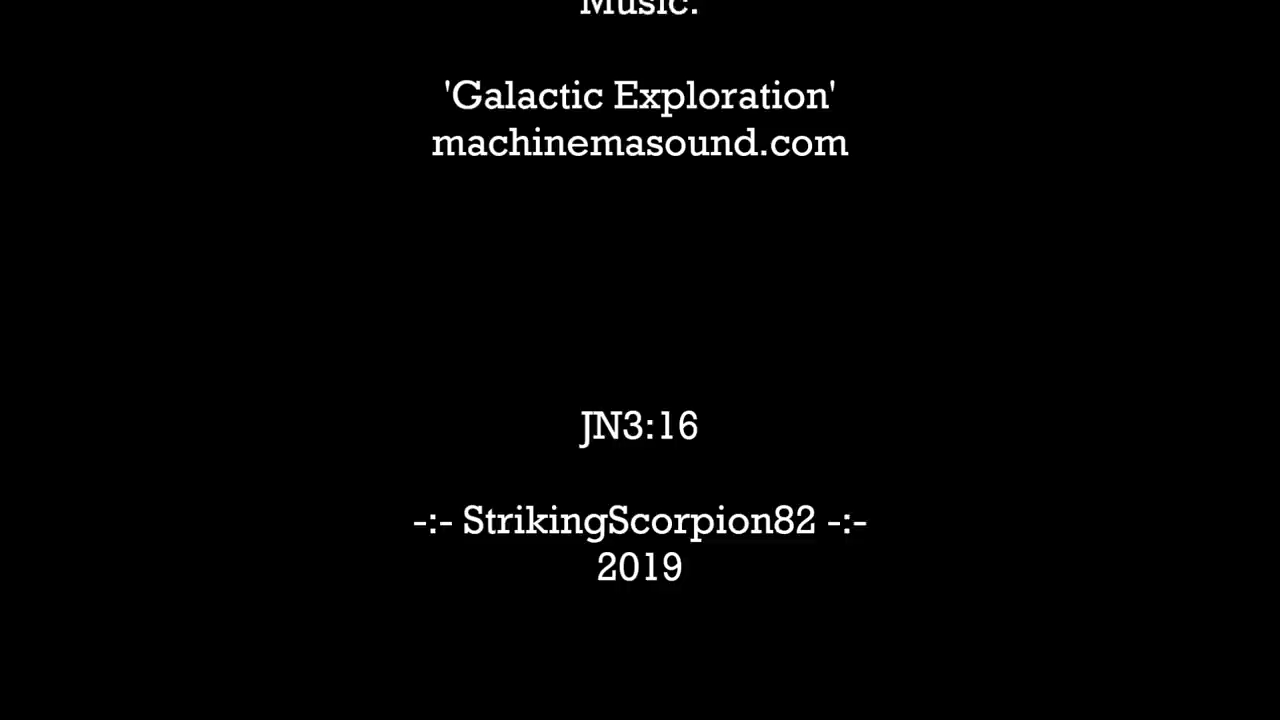 Music:
'Galactic Exploration'
machinemasound.com
JN3:16
-:- StrikingScorpion82 -:-
2019